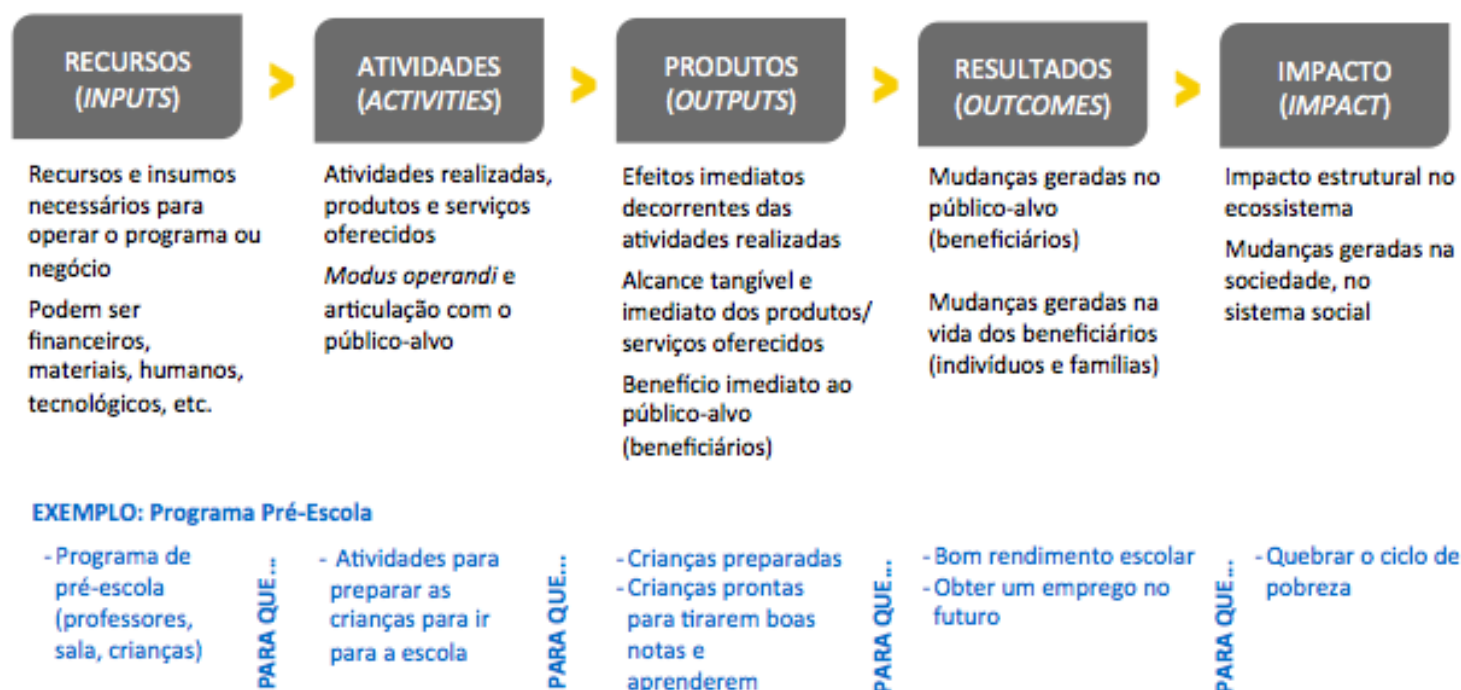 RECURSOS
(INPUTS)
>
ATIVIDADES
(ACTIVITIES)
>
PRODUTOS
(OUTPUTS)
>
RESULTADOS
(OUTCOMES)
>
IMPACTO
(IMPACT)
Recursos e insumos
necessários para
operar o programa ou
negócio
Podem ser
financeiros,
materiais, humanos,
tecnológicos, etc.
Atividades realizadas,
produtos e serviços
oferecidos
Modus operandi e
articulação com o
público-alvo
Efeitos imediatos
decorrentes das
atividades realizadas
Alcance tangível e
imediato dos produtos/
serviços oferecidos
Benefício imediato ao
público-alvo
(beneficiários)
Mudanças geradas no
público-alvo
(beneficiários)
Mudanças geradas na
vida dos beneficiários
(indivíduos e famílias)
Impacto estrutural no
ecossistema
Mudanças geradas na
sociedade, no
sistema social
EXEMPLO: Programa Pré-Escola
- Programa de
pré-escola
(professores,
sala, crianças)
PARA QUE...
- Atividades para
preparar as
crianças para ir
para a escola
PARA QUE...
- Crianças preparadas
- Crianças prontas
para tirarem boas
notas e
aprenderem
PARA QUE...
- Bom rendimento escolar
- Obter um emprego no
futuro
PARA QUE...
- Quebrar o ciclo de
pobreza